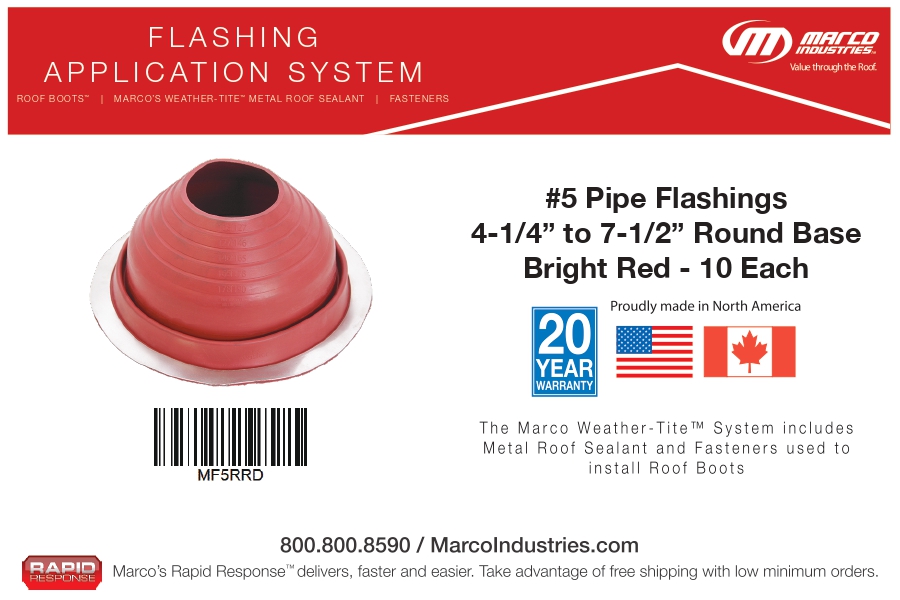 FLASHING
APPLICATION SYSTEM
ROOF BOOTS™ | MARCO'S WEATHER-TITE™ METAL ROOF SEALANT | FASTENERS
MARCO
INDUSTRIES™
Value through the Roof.
#5 Pipe Flashings
4-1/4” to 7-1/2” Round Base
Bright Red - 10 Each
Proudly made in North America
20
YEAR
WARRANTY
The Marco Weather-Tite™ System includes
Metal Roof Sealant and Fasteners used to
install Roof Boots
MF5RRD
800.800.8590 / MarcoIndustries.com
RAPID
RESPONSE
Marco’s Rapid Response™ delivers, faster and easier. Take advantage of free shipping with low minimum orders.